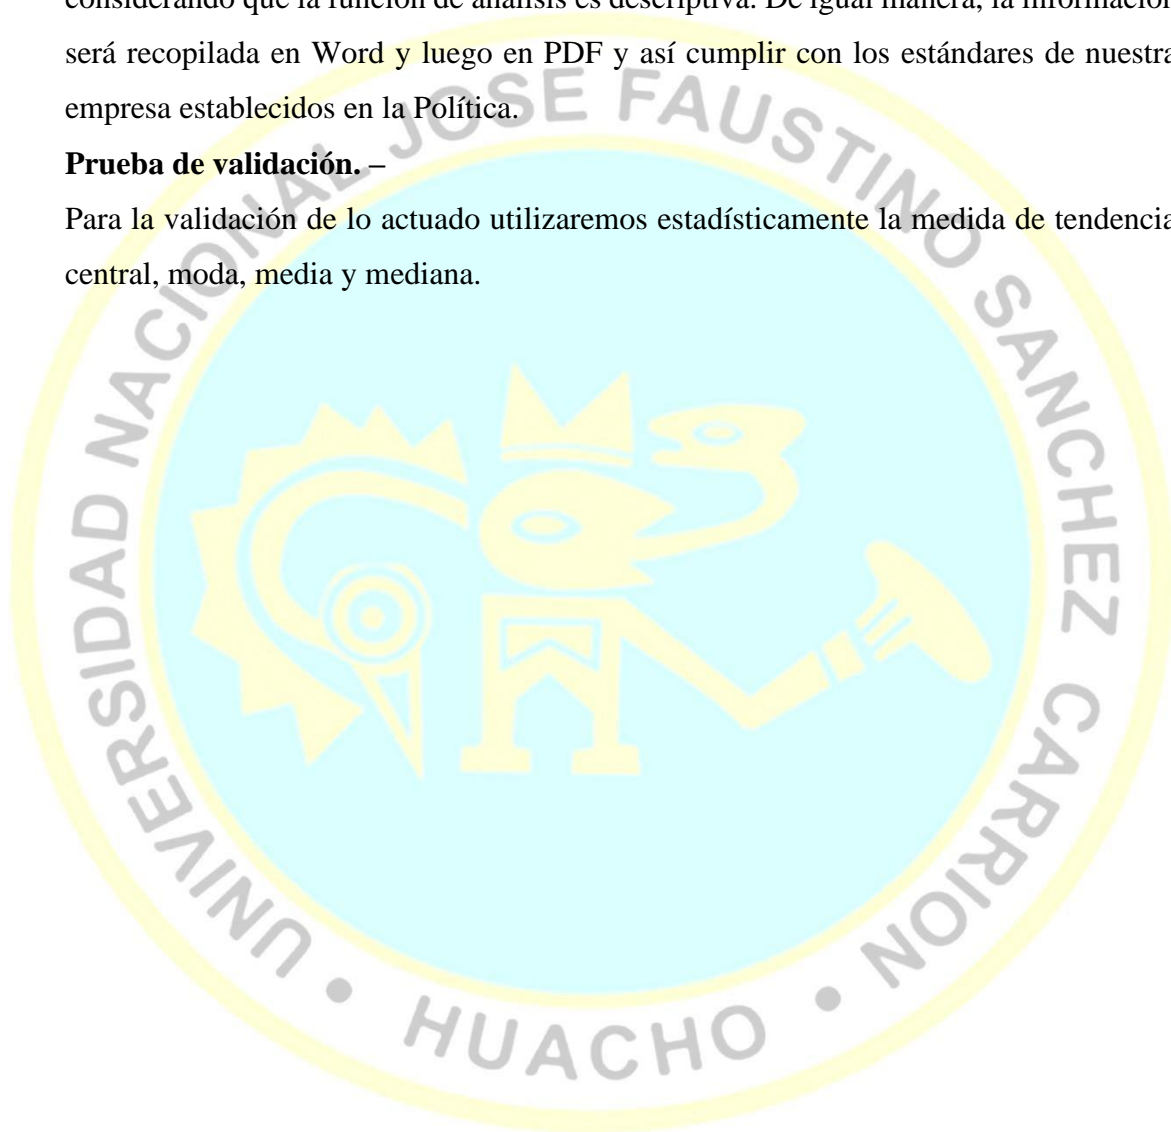 considerando que la función de análisis es descriptiva. De igual manera, la información
será recopilada en Word y luego en PDF y así cumplir con los estándares de nuestra
empresa establecidos en la Política.
Prueba de validación. –
Para la validación de lo actuado utilizaremos estadísticamente la medida de tendencia
central, moda, media y mediana.
UNIVERSIDAD NACIONAL JOSE FAUSTINO SANCHEZ CARRION
• HUACHO •